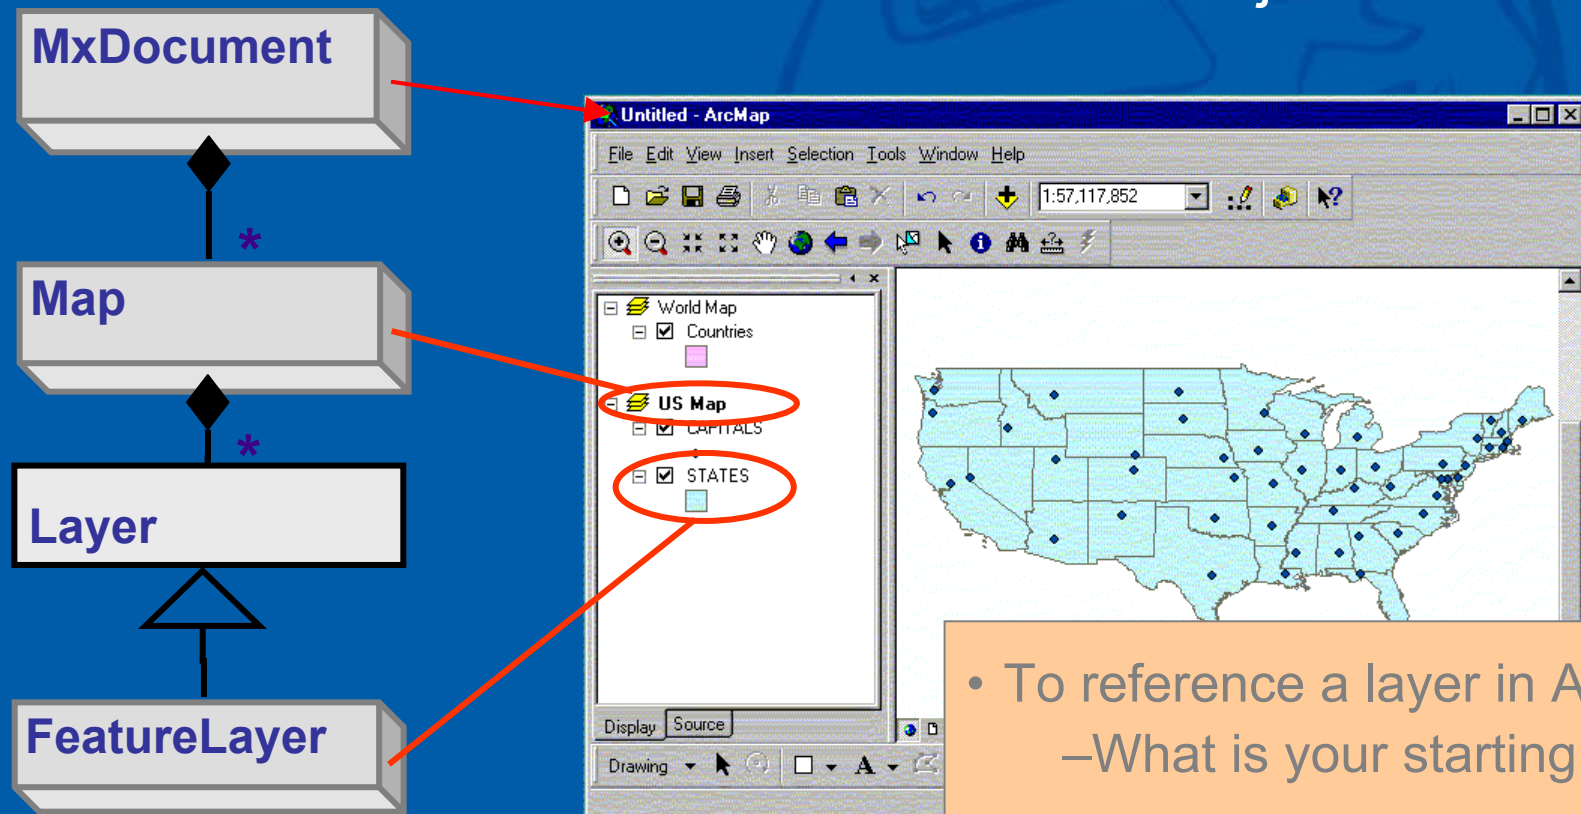 MxDocument
*
Map
*
Layer
FeatureLayer
Untitled - ArcMap
File Edit View Insert Selection Tools Window Help
1:57,117,852
World Map
Countries
US Map
CAPITALS
STATES
Display Source
Drawing A
• To reference a layer in A
–What is your starting